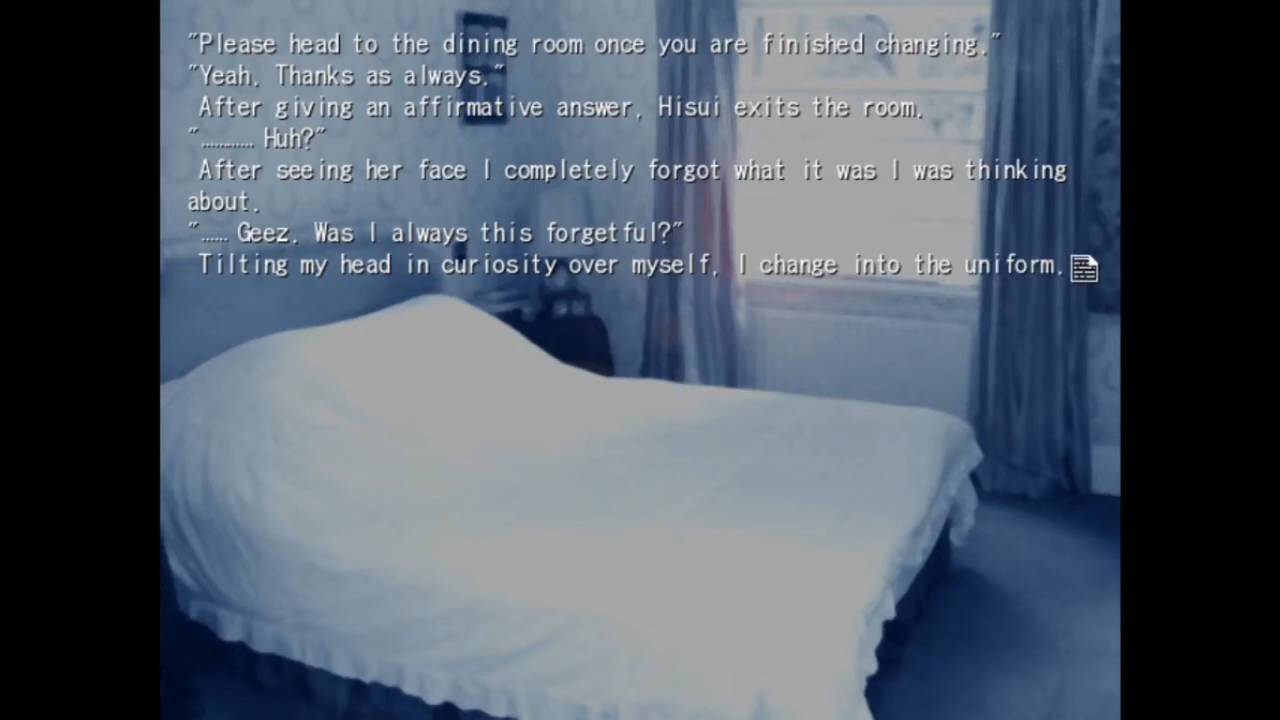 "Please head to the dining room once you are finished changing."
"Yeah. Thanks as always."
After giving an affirmative answer, Hisui exits the room.
"………… Huh?"
After seeing her face I completely forgot what it was I was thinking
about.
"…… Geez. Was I always this forgetful?"
Tilting my head in curiosity over myself, I change into the uniform.